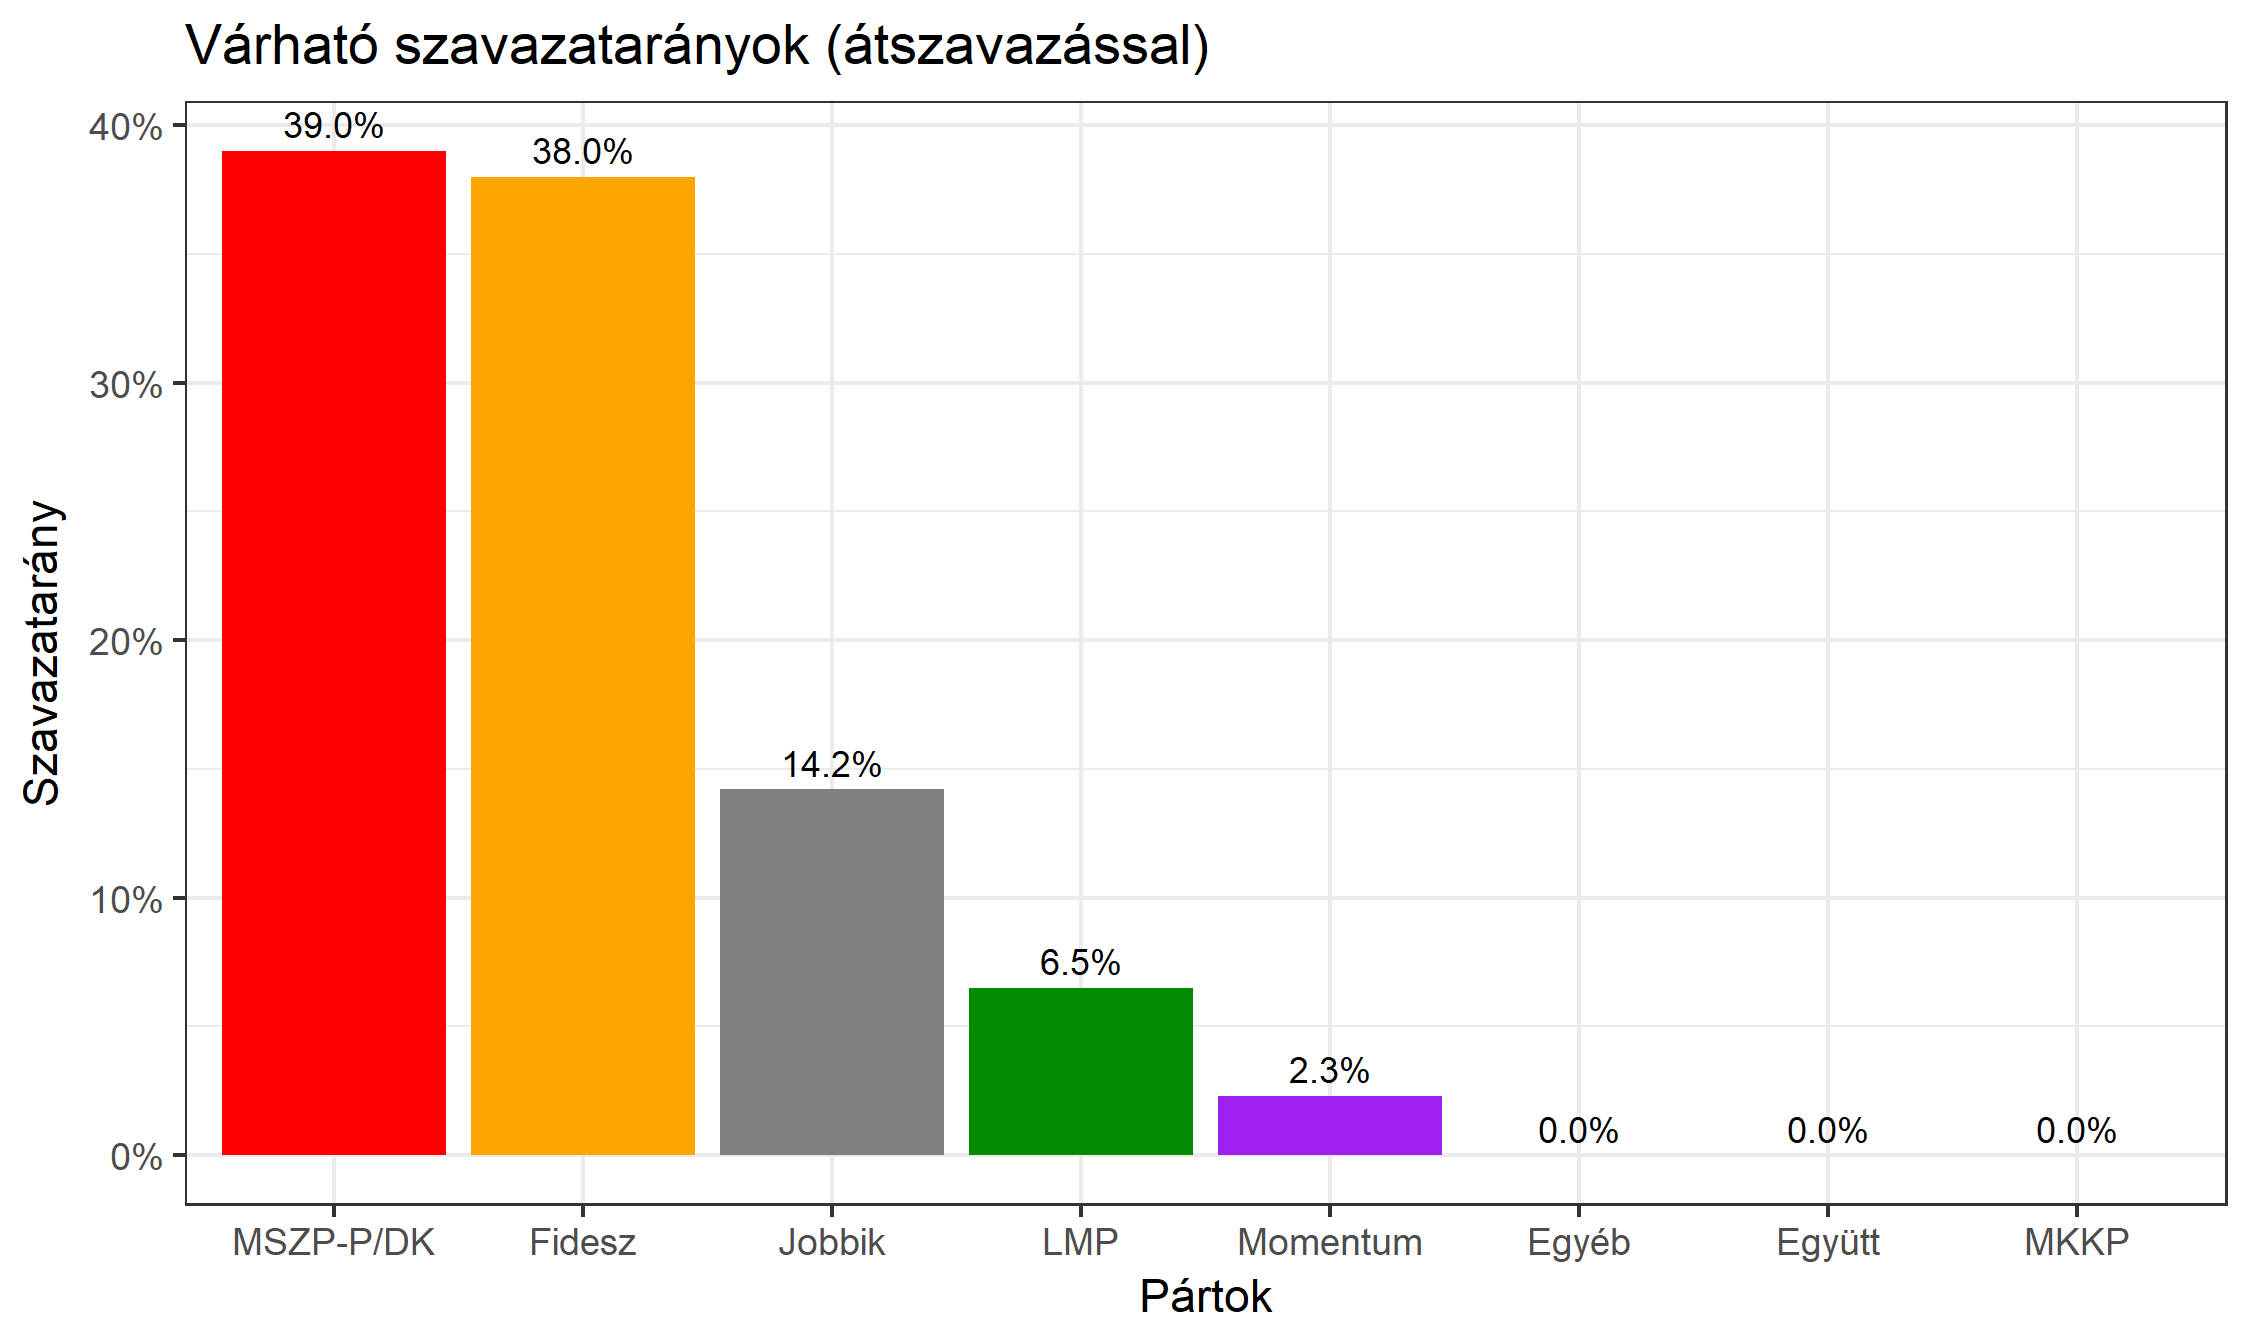 Várható szavazatarányok (átszavazással)
Szavazatarány
40%
30%
20%
10%
0%
39.0%
38.0%
14.2%
6.5%
2.3%
0.0%
0.0%
0.0%
MSZP-P/DK
Fidesz
Jobbik
LMP
Momentum
Egyéb
Együtt
MKKP
Pártok